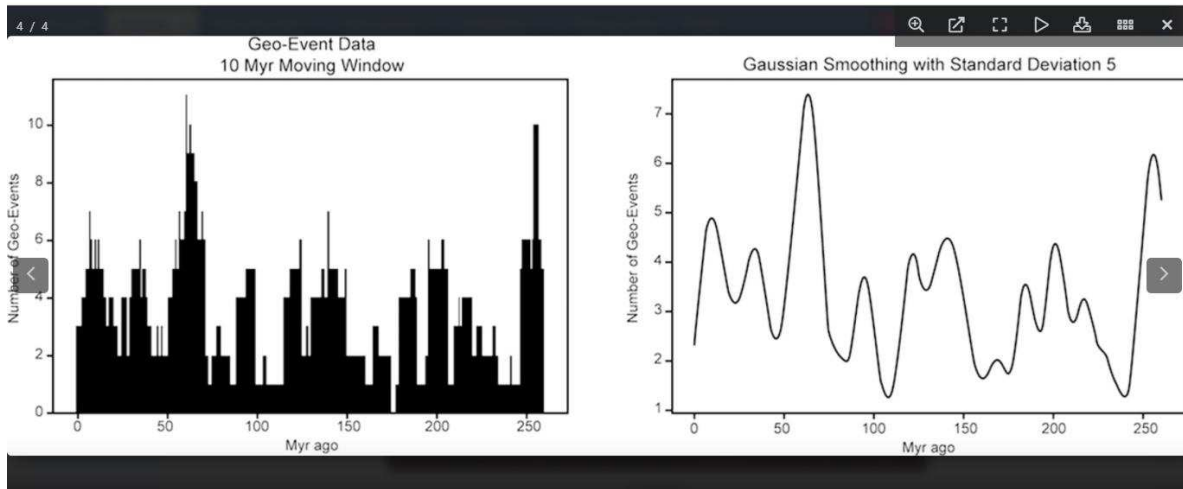 4 / 4
Geo-Event Data
10 Myr Moving Window
Number of Geo-Events
10
8
6
4
2
0
0 50 100 150 200 250
Myr ago
Gaussian Smoothing with Standard Deviation 5
Number of Geo-Events
7
6
5
4
3
2
1
0 50 100 150 200 250
Myr ago